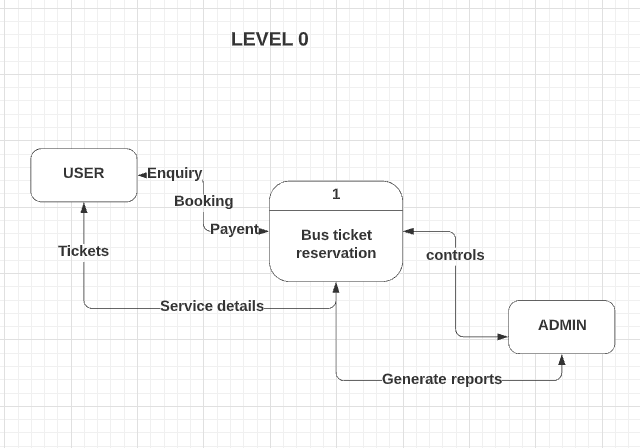 LEVEL 0
USER
Enquiry
Booking
Payent
1
Bus ticket
reservation
Tickets
Service details
controls
ADMIN
Generate reports